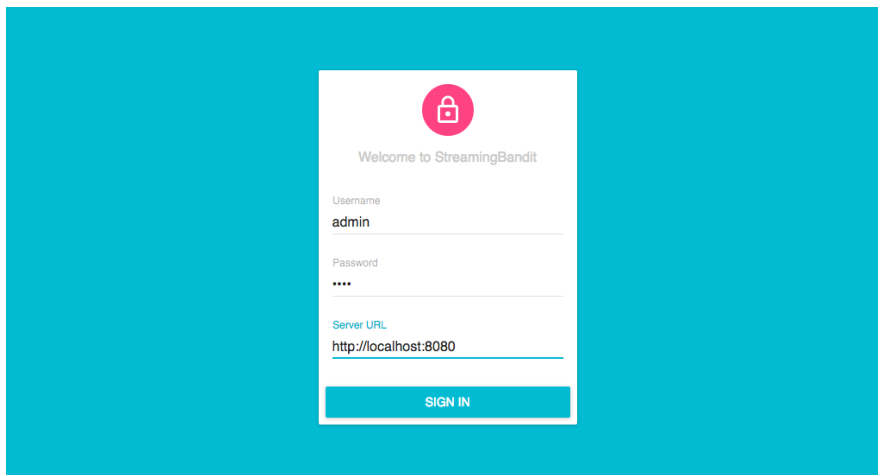 Welcome to StreamingBandit
Username
admin
Password
••••
Server URL
http://localhost:8080
SIGN IN